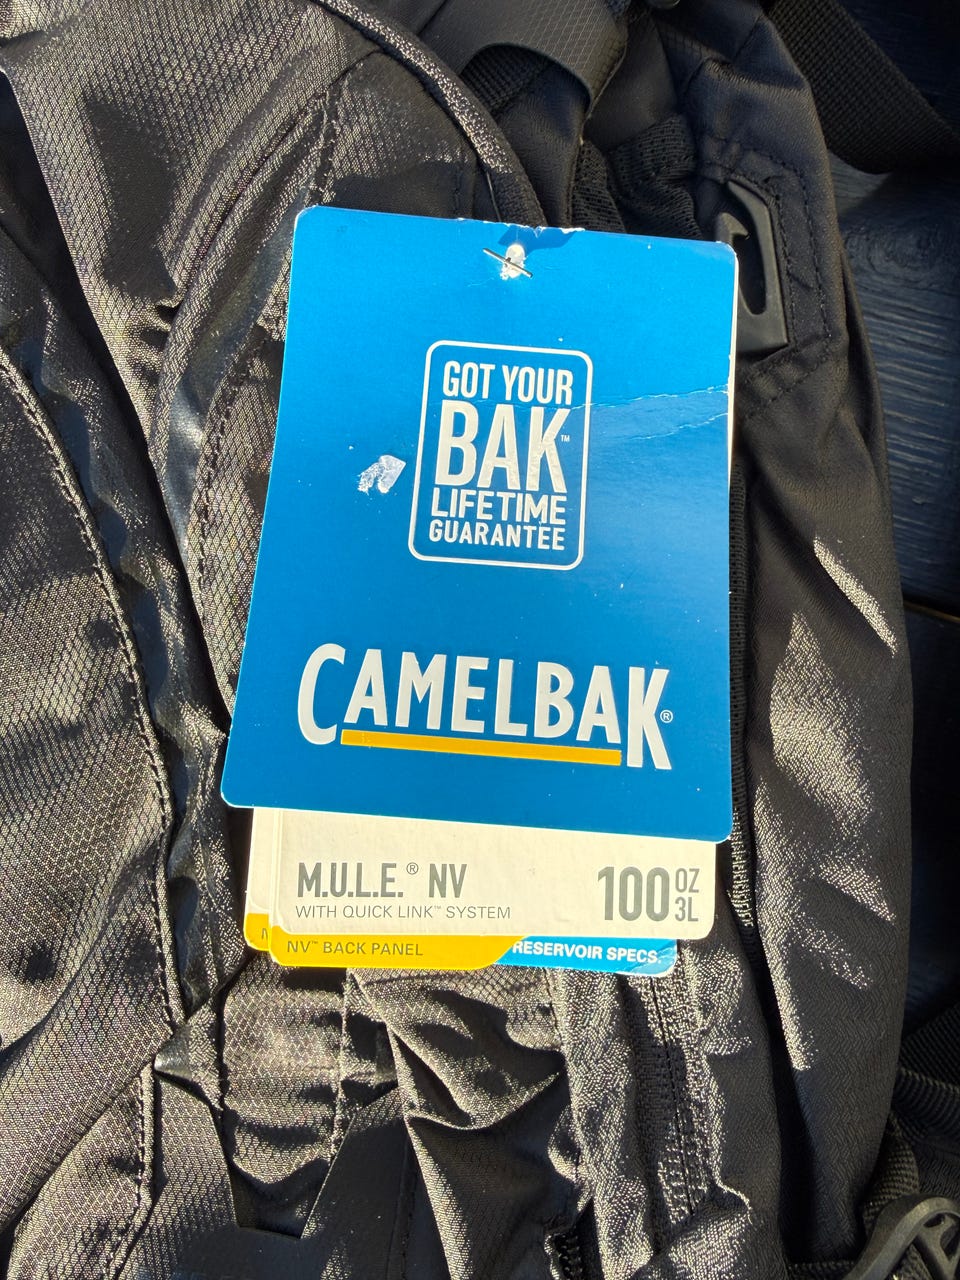 GOT YOUR
BAK™
LIFETIME
GUARANTEE
CAMELBAK®
M.U.L.E.® NV
WITH QUICK LINK™ SYSTEM
100 OZ
3L
NV™ BACK PANEL
RESERVOIR SPECS.